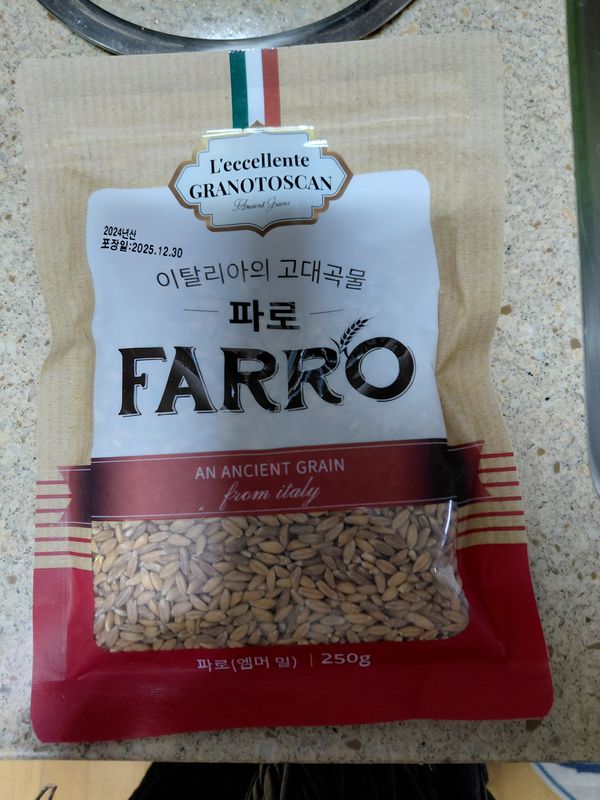 L'eccellente
GRANOTOSCAN
Ancient Grains
2024년산
포장일:2025.12.30
이탈리아의 고대곡물
파로
FARRO
AN ANCIENT GRAIN
from italy
파로(엠머 밀) | 250g